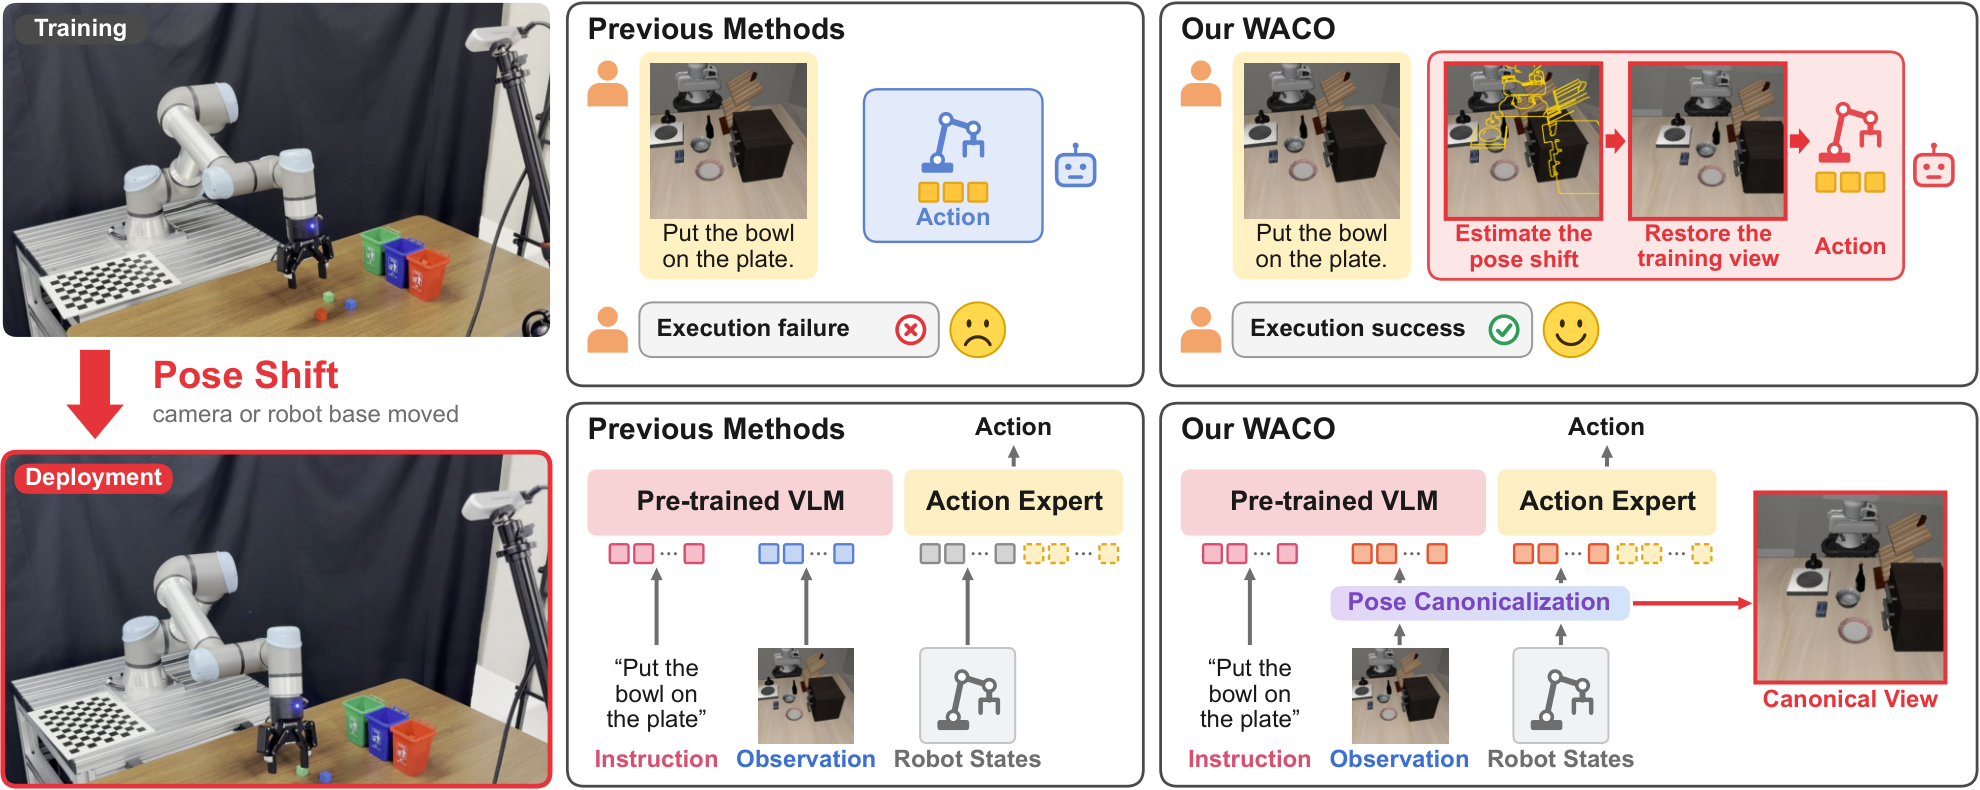 Training
Pose Shift
camera or robot base moved
Deployment
Previous Methods
Put the bowl
on the plate.
Action
Execution failure
Our WACO
Put the bowl
on the plate.
Estimate the
pose shift
Restore the
training view
Action
Execution success
Previous Methods
Action
Pre-trained VLM
Action Expert
“Put the
bowl on
the plate”
Instruction
Observation
Robot States
Our WACO
Action
Pre-trained VLM
Action Expert
Pose Canonicalization
“Put the
bowl on
the plate”
Instruction
Observation
Robot States
Canonical View